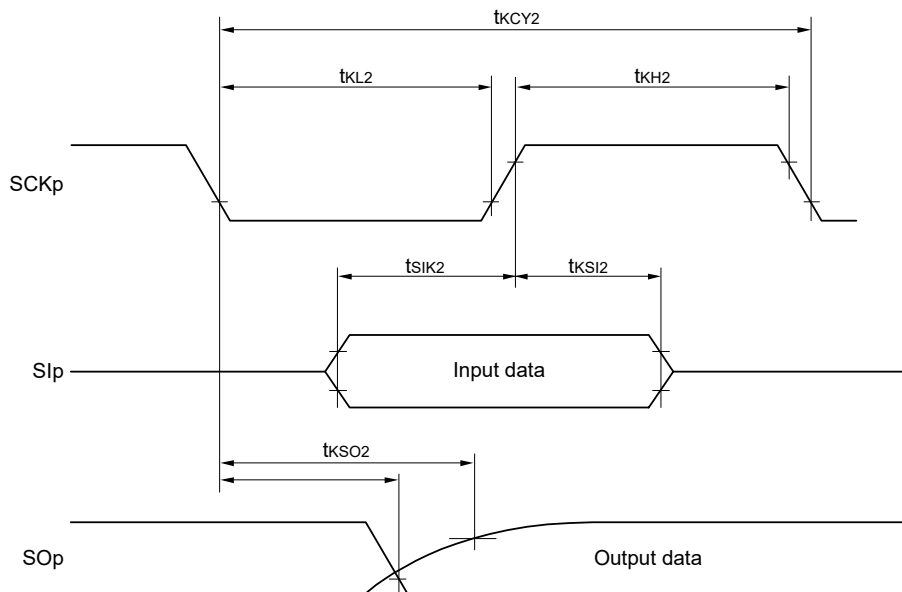 tKCY2
tKL2
tKH2
SCKp
tSIK2
tKSI2
SIp
Input data
tKSO2
SOp
Output data